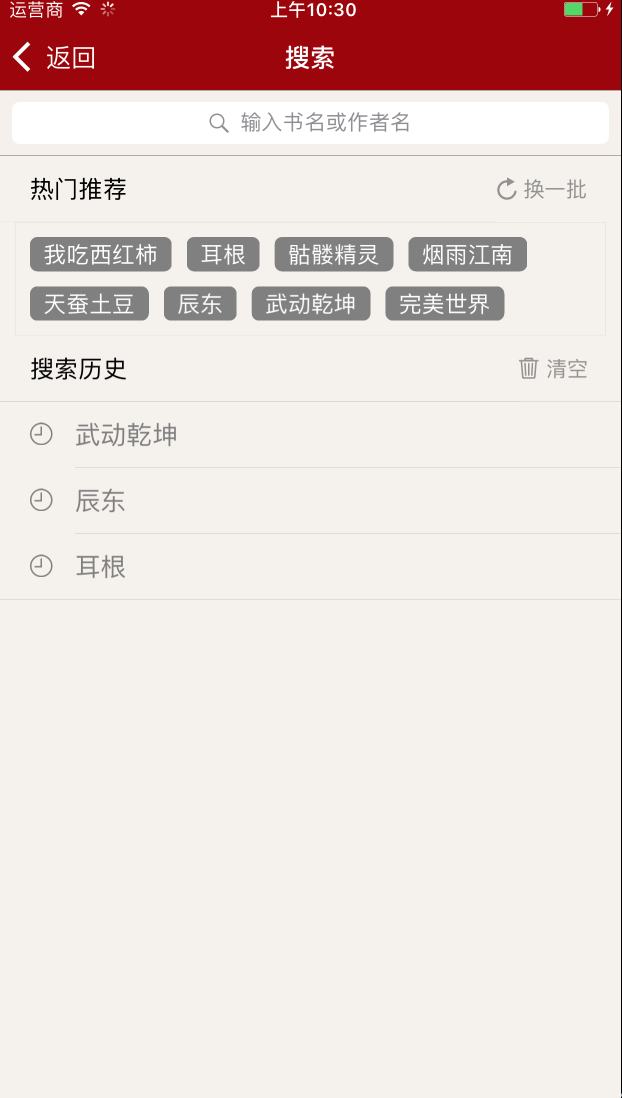 运营商 上午10:30
返回 搜索
输入书名或作者名
热门推荐 换一批
我吃西红柿 耳根 骷髅精灵 烟雨江南
天蚕土豆 辰东 武动乾坤 完美世界
搜索历史 清空
武动乾坤
辰东
耳根